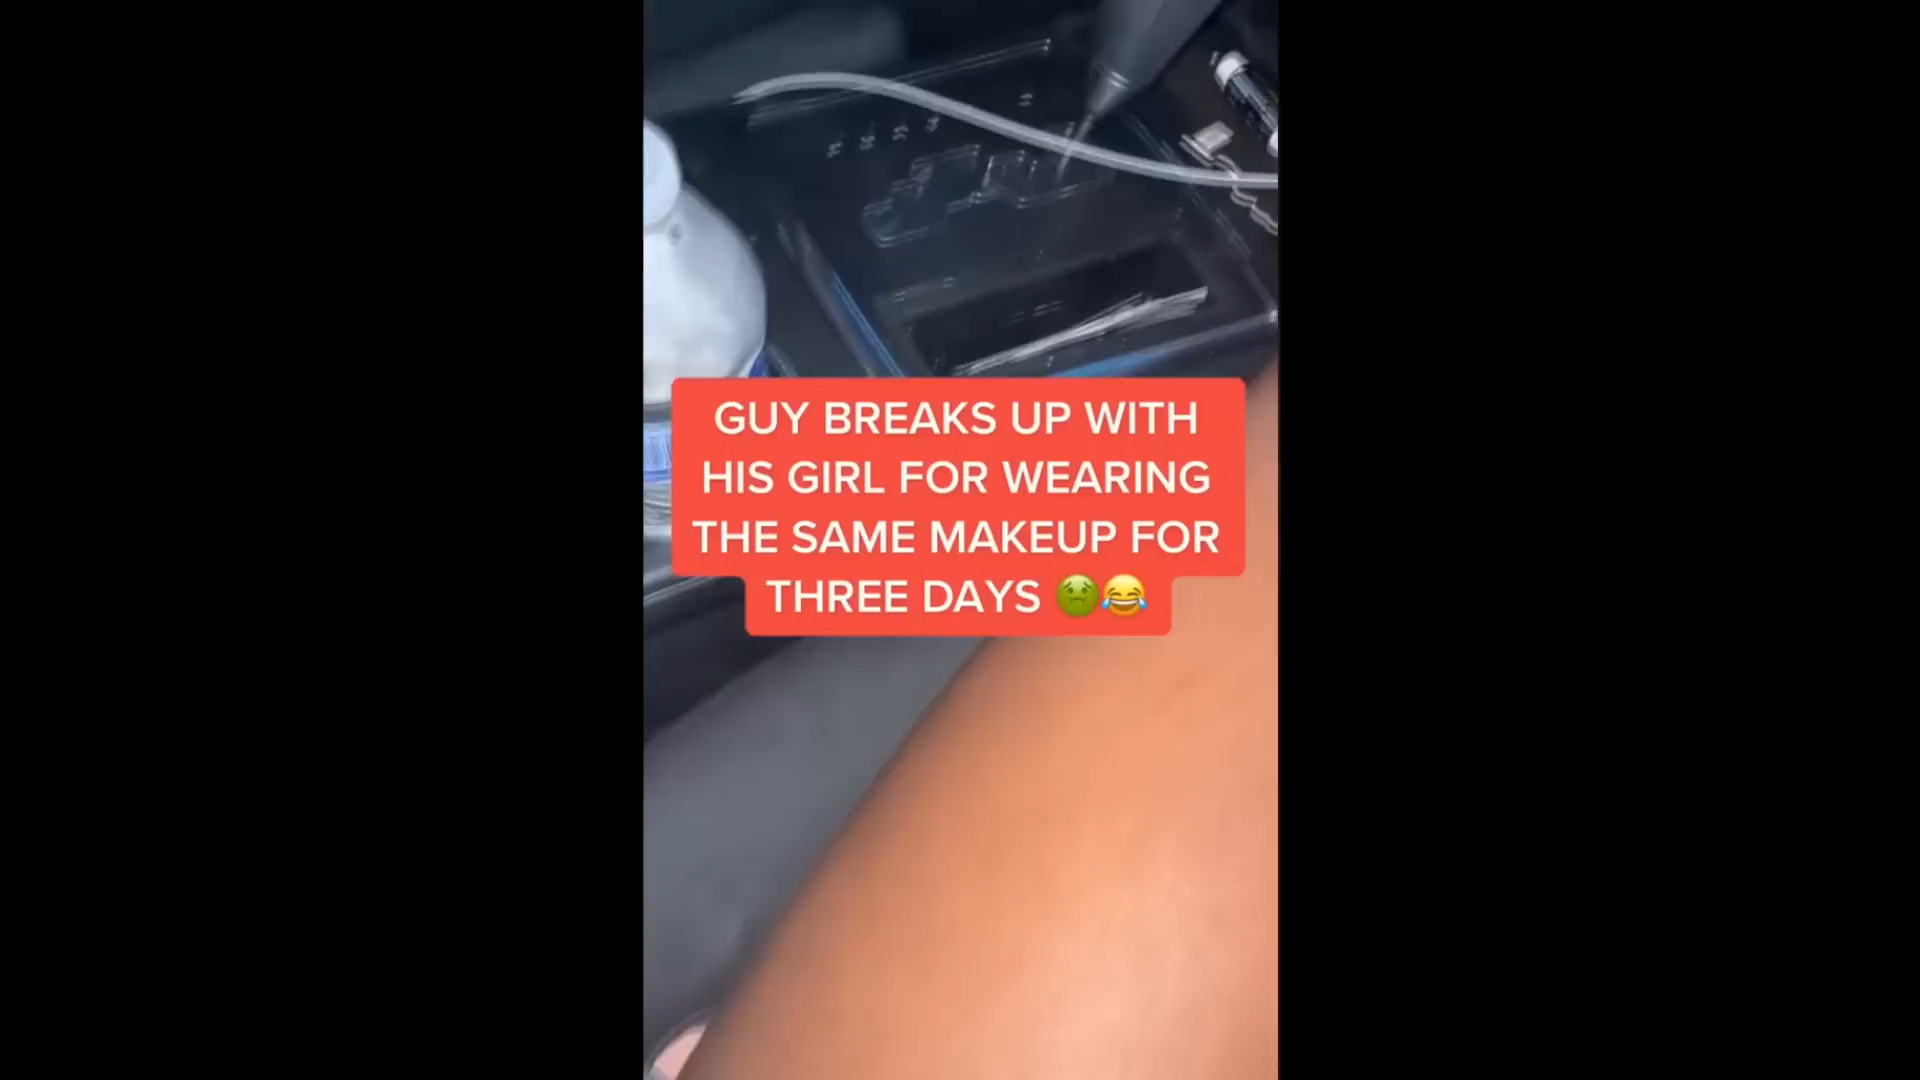 GUY BREAKS UP WITH
HIS GIRL FOR WEARING
THE SAME MAKEUP FOR
THREE DAYS 🤢😂